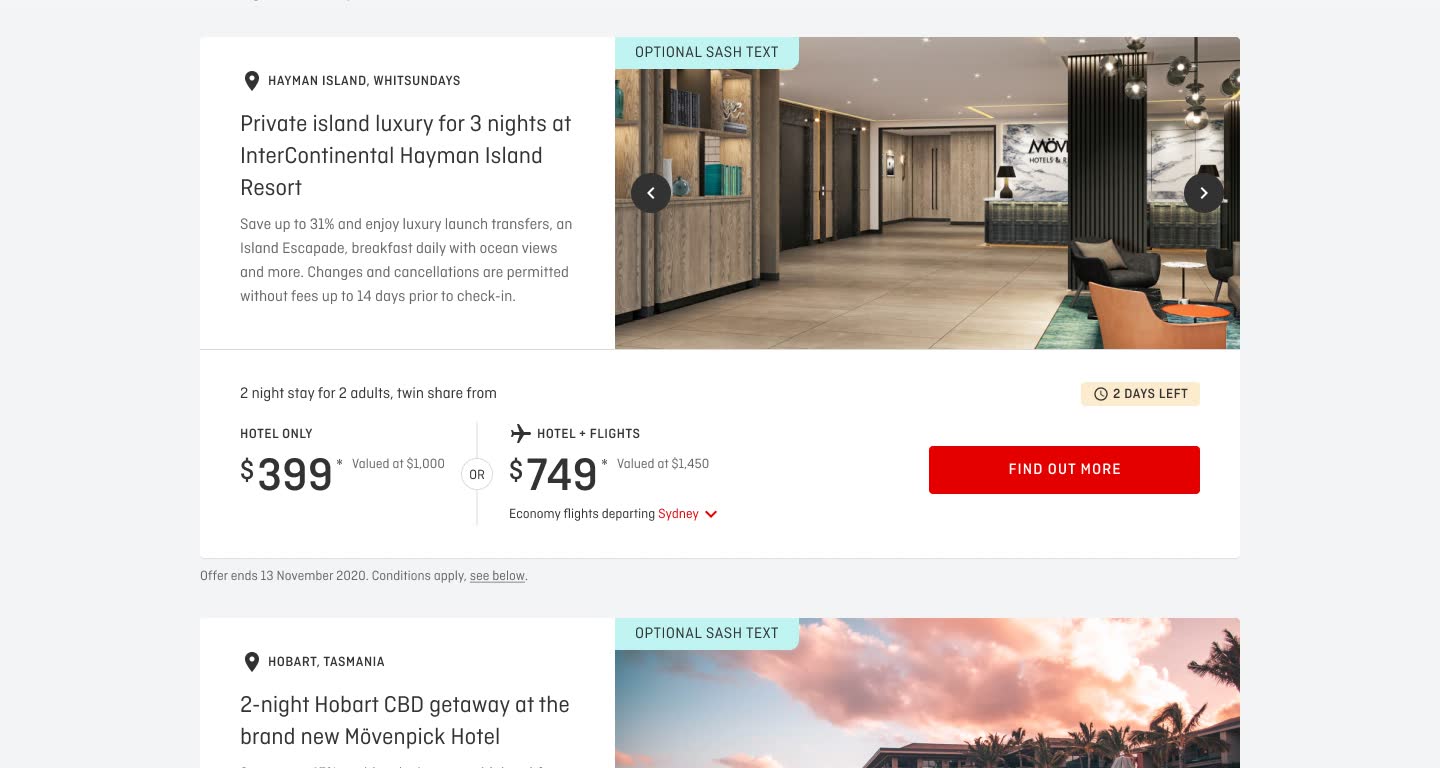 OPTIONAL SASH TEXT
HAYMAN ISLAND, WHITSUNDAYS
Private island luxury for 3 nights at
InterContinental Hayman Island
Resort
Save up to 31% and enjoy luxury launch transfers, an
Island Escapade, breakfast daily with ocean views
and more. Changes and cancellations are permitted
without fees up to 14 days prior to check-in.
MÖV
HOTELS & R
2 night stay for 2 adults, twin share from
2 DAYS LEFT
HOTEL ONLY
$399* Valued at $1,000
OR
HOTEL + FLIGHTS
$749* Valued at $1,450
Economy flights departing Sydney
FIND OUT MORE
Offer ends 13 November 2020. Conditions apply, see below.
OPTIONAL SASH TEXT
HOBART, TASMANIA
2-night Hobart CBD getaway at the
brand new Mövenpick Hotel